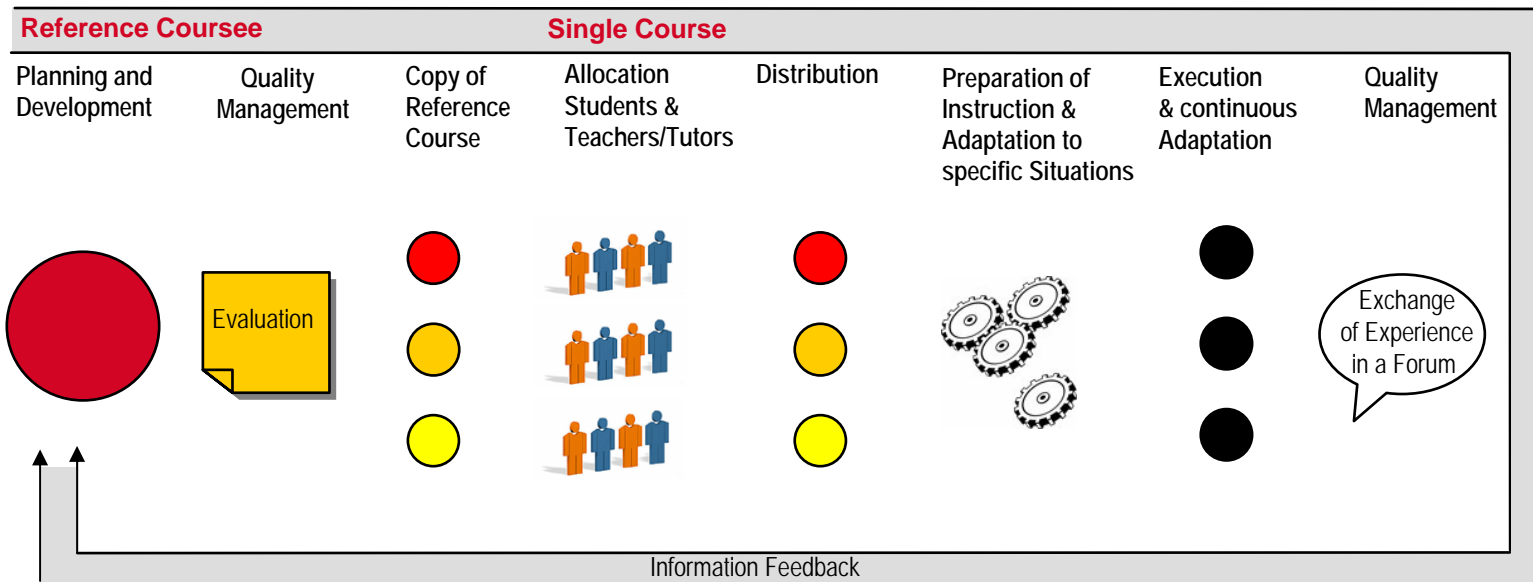 Reference Coursee
Single Course
Planning and
Development
Quality
Management
Copy of
Reference
Course
Allocation
Students &
Teachers/Tutors
Distribution
Preparation of
Instruction &
Adaptation to
specific Situations
Execution
& continuous
Adaptation
Quality
Management
Evaluation
Exchange
of Experience
in a Forum
Information Feedback